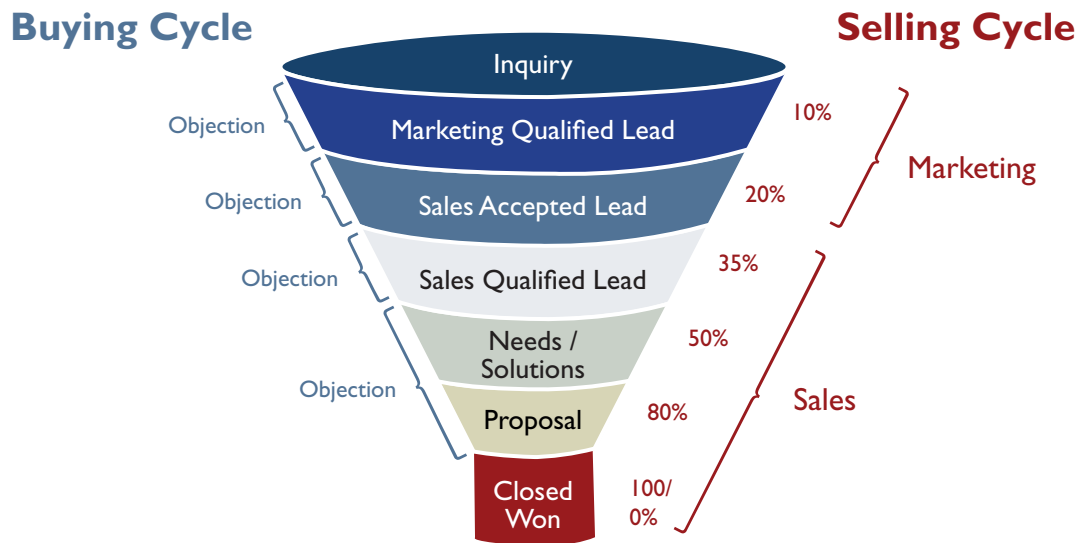 Buying Cycle
Selling Cycle
Inquiry
Objection
Marketing Qualified Lead
10%
Marketing
Objection
Sales Accepted Lead
20%
Objection
Sales Qualified Lead
35%
Needs /
Solutions
50%
Objection
Sales
Proposal
80%
Closed
Won
100/
0%